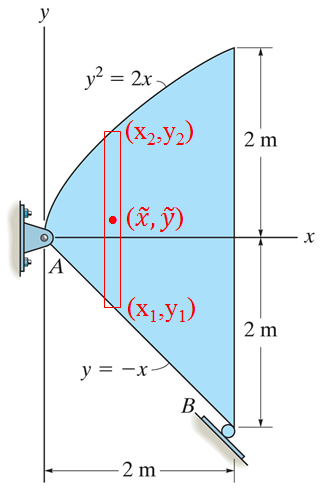 y
y² = 2x
(x₂,y₂)
2 m
(x̃, ỹ)
x
A
(x₁,y₁)
2 m
y = −x
B
2 m